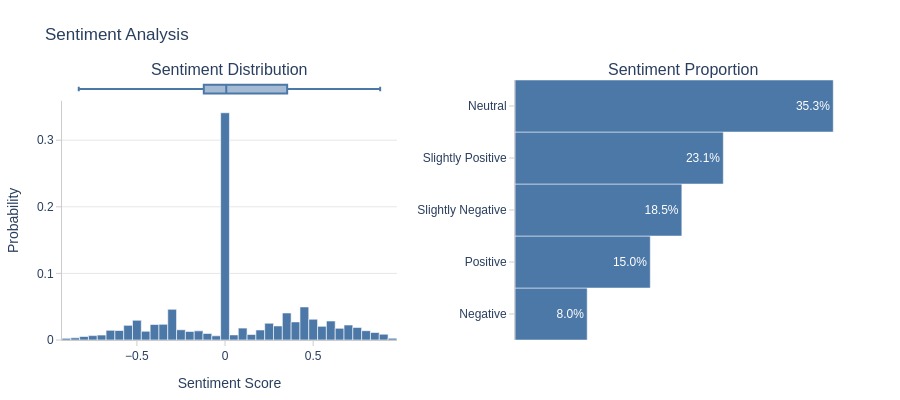 Sentiment Analysis
Sentiment Distribution
0.3
0.2
0.1
0
Probability
−0.5
0
0.5
Sentiment Score
Sentiment Proportion
Neutral
35.3%
Slightly Positive
23.1%
Slightly Negative
18.5%
Positive
15.0%
Negative
8.0%